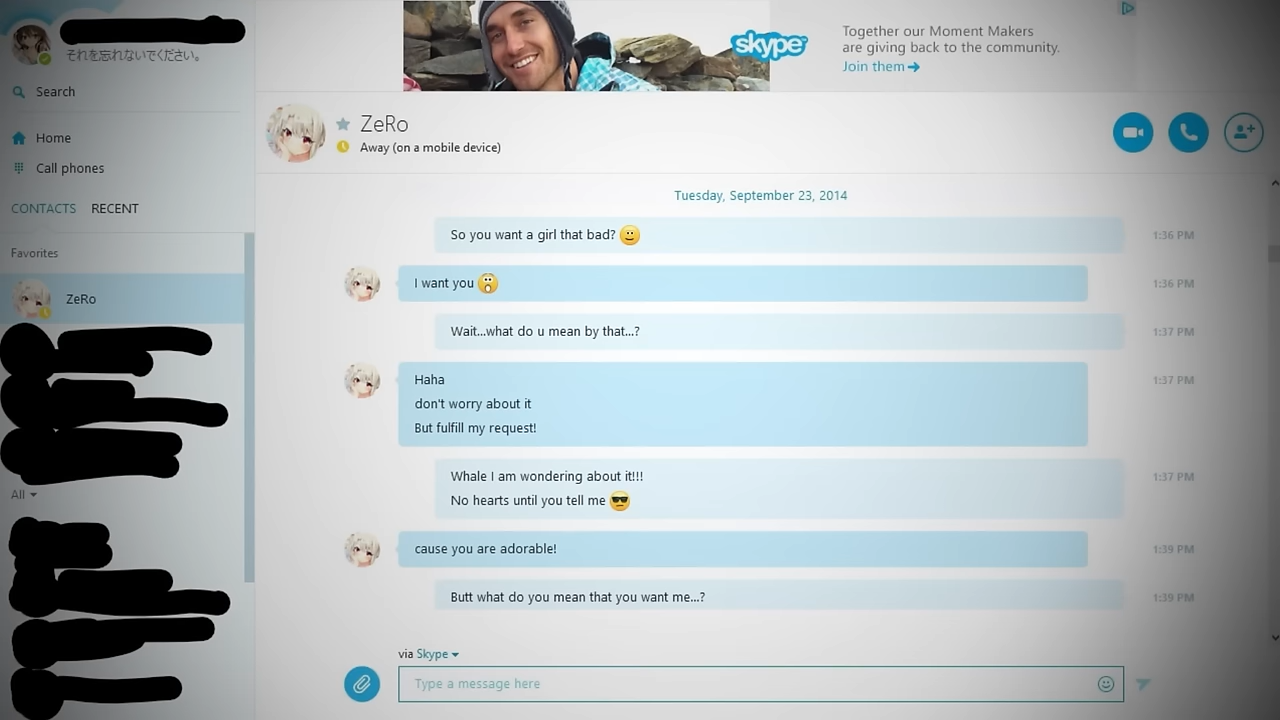 それを忘れないでください。
Search
Home
Call phones
CONTACTS RECENT
Favorites
ZeRo
All
skype
Together our Moment Makers
are giving back to the community.
Join them
ZeRo
Away (on a mobile device)
Tuesday, September 23, 2014
So you want a girl that bad? 1:36 PM
I want you 1:36 PM
Wait...what do u mean by that...? 1:37 PM
Haha 1:37 PM
don't worry about it
But fulfill my request!
Whale I am wondering about it!!! 1:37 PM
No hearts until you tell me
cause you are adorable! 1:39 PM
Butt what do you mean that you want me...? 1:39 PM
via Skype
Type a message here